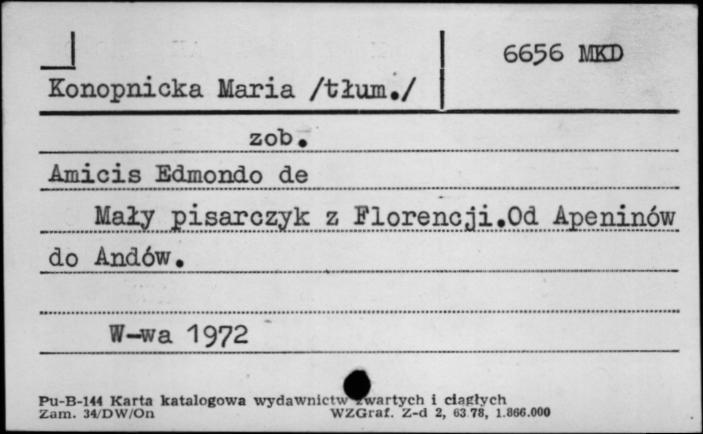 6656 MKD
Konopnicka Maria /tłum./
zob.
Amicis Edmondo de
Mały pisarczyk z Florencji.Od Apeninów
do Andów.
W-wa 1972
Pu-B-144 Karta katalogowa wydawnictw zwartych i ciągłych
Zam. 34/DW/On WZGraf. Z-d 2, 63.78, 1.866.000